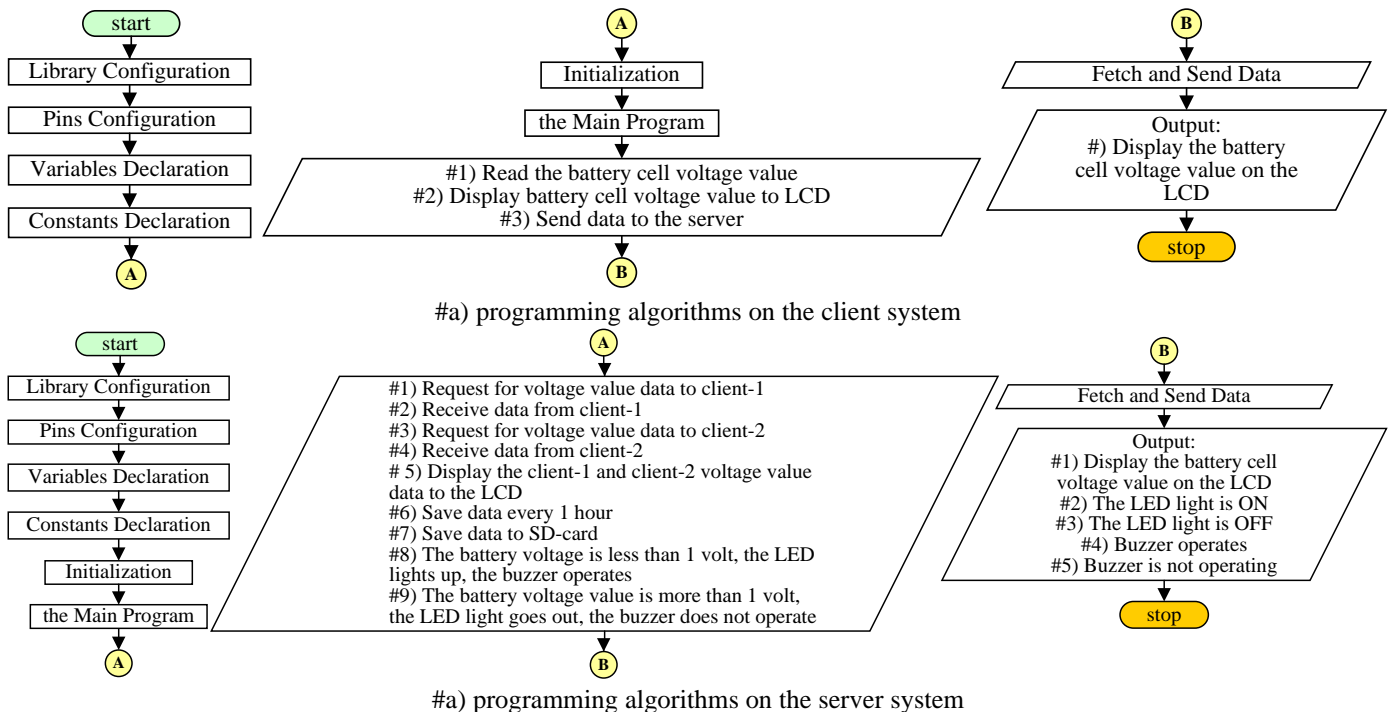 start
Library Configuration
Pins Configuration
Variables Declaration
Constants Declaration
A
A
Initialization
the Main Program
#1) Read the battery cell voltage value
#2) Display battery cell voltage value to LCD
#3) Send data to the server
B
B
Fetch and Send Data
Output:
#) Display the battery
cell voltage value on the
LCD
stop
#a) programming algorithms on the client system
start
Library Configuration
Pins Configuration
Variables Declaration
Constants Declaration
Initialization
the Main Program
A
A
#1) Request for voltage value data to client-1
#2) Receive data from client-1
#3) Request for voltage value data to client-2
#4) Receive data from client-2
# 5) Display the client-1 and client-2 voltage value
data to the LCD
#6) Save data every 1 hour
#7) Save data to SD-card
#8) The battery voltage is less than 1 volt, the LED
lights up, the buzzer operates
#9) The battery voltage value is more than 1 volt,
the LED light goes out, the buzzer does not operate
B
B
Fetch and Send Data
Output:
#1) Display the battery cell
voltage value on the LCD
#2) The LED light is ON
#3) The LED light is OFF
#4) Buzzer operates
#5) Buzzer is not operating
stop
#a) programming algorithms on the server system